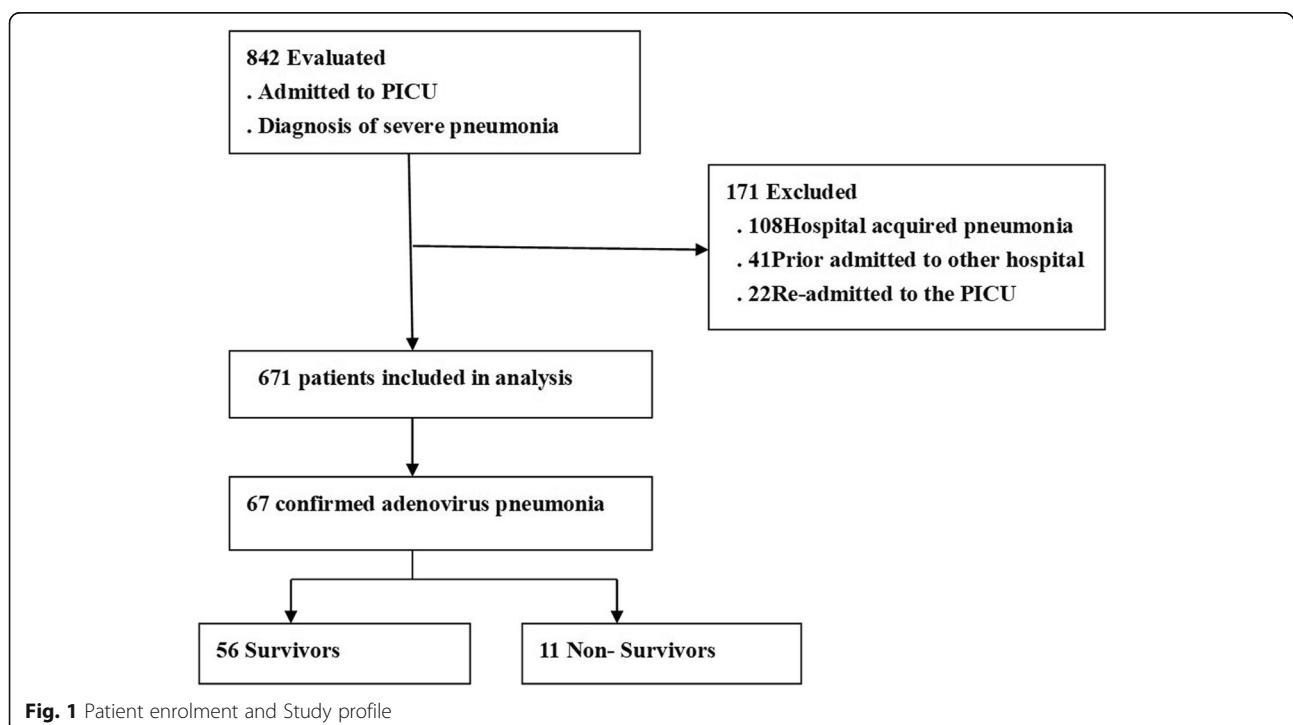 842 Evaluated
. Admitted to PICU
. Diagnosis of severe pneumonia
171 Excluded
. 108Hospital acquired pneumonia
. 41Prior admitted to other hospital
. 22Re-admitted to the PICU
671 patients included in analysis
67 confirmed adenovirus pneumonia
56 Survivors
11 Non- Survivors
Fig. 1 Patient enrolment and Study profile